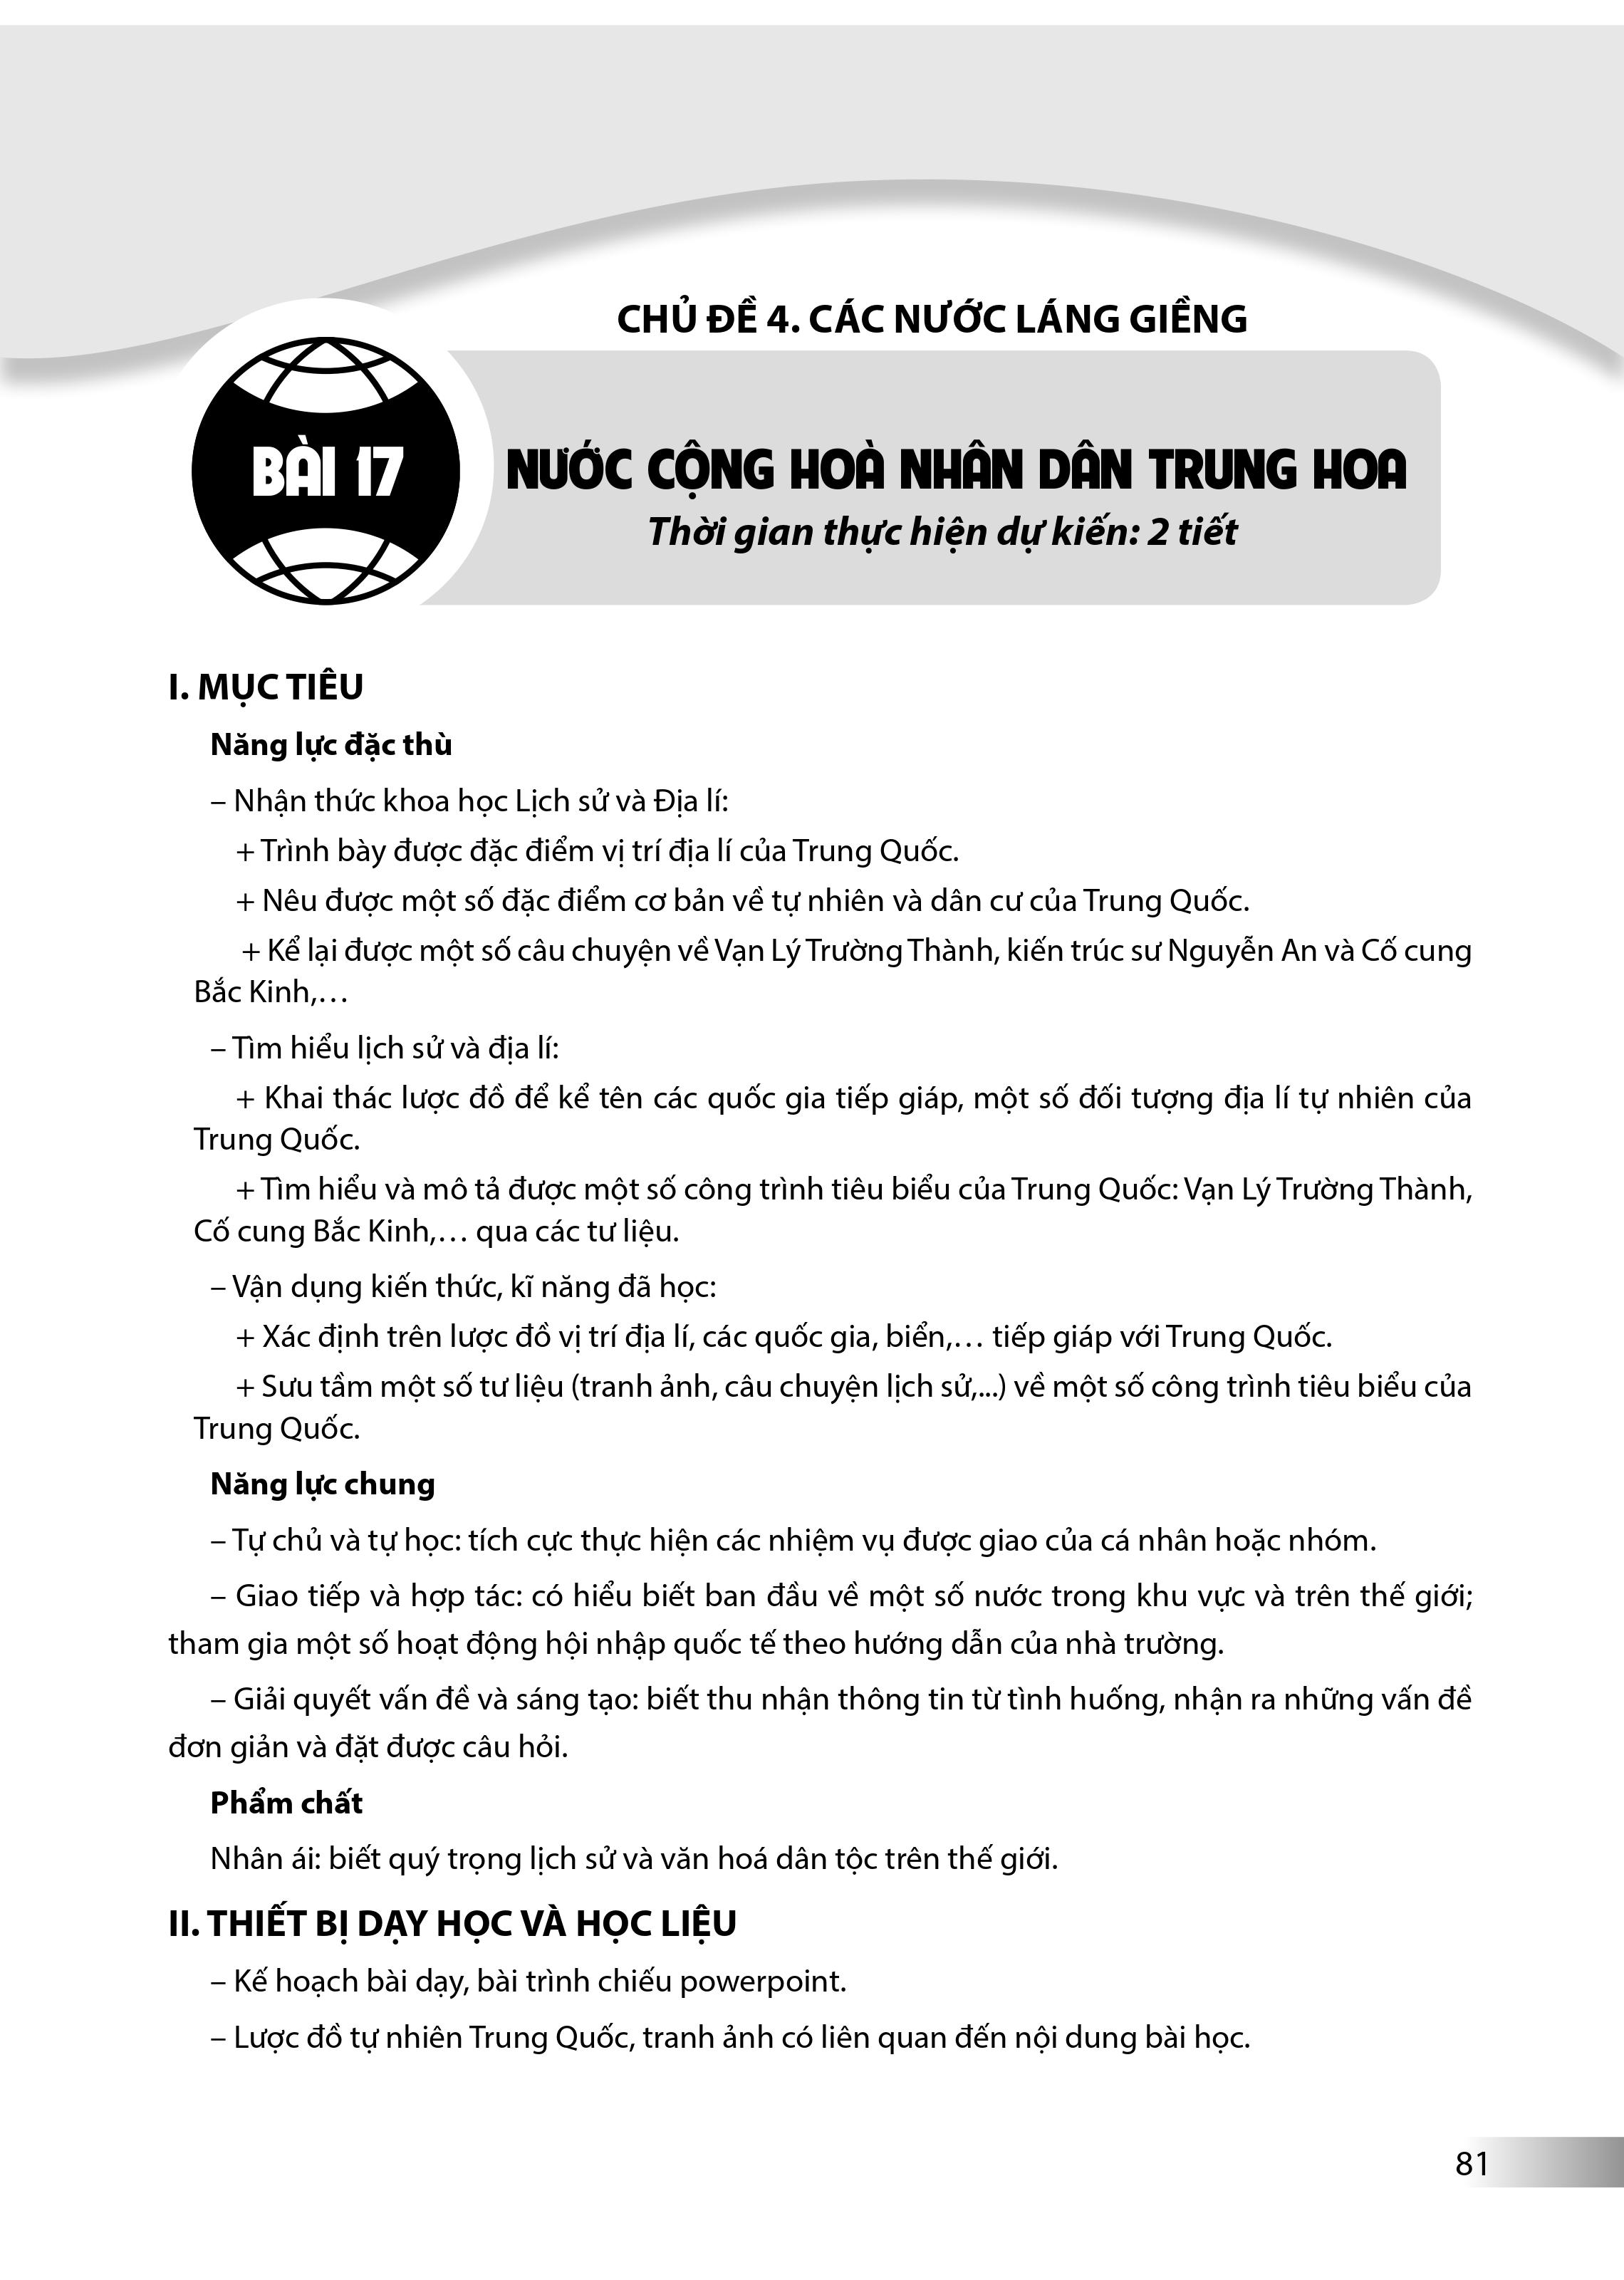 CHỦ ĐỀ 4. CÁC NƯỚC LÁNG GIỀNG
BÀI 17
NƯỚC CỘNG HOÀ NHÂN DÂN TRUNG HOA
Thời gian thực hiện dự kiến: 2 tiết
I. MỤC TIÊU
Năng lực đặc thù
– Nhận thức khoa học Lịch sử và Địa lí:
+ Trình bày được đặc điểm vị trí địa lí của Trung Quốc.
+ Nêu được một số đặc điểm cơ bản về tự nhiên và dân cư của Trung Quốc.
+ Kể lại được một số câu chuyện về Vạn Lý Trường Thành, kiến trúc sư Nguyễn An và Cố cung
Bắc Kinh,…
– Tìm hiểu lịch sử và địa lí:
+ Khai thác lược đồ để kể tên các quốc gia tiếp giáp, một số đối tượng địa lí tự nhiên của
Trung Quốc.
+ Tìm hiểu và mô tả được một số công trình tiêu biểu của Trung Quốc: Vạn Lý Trường Thành,
Cố cung Bắc Kinh,… qua các tư liệu.
– Vận dụng kiến thức, kĩ năng đã học:
+ Xác định trên lược đồ vị trí địa lí, các quốc gia, biển,… tiếp giáp với Trung Quốc.
+ Sưu tầm một số tư liệu (tranh ảnh, câu chuyện lịch sử,...) về một số công trình tiêu biểu của
Trung Quốc.
Năng lực chung
– Tự chủ và tự học: tích cực thực hiện các nhiệm vụ được giao của cá nhân hoặc nhóm.
– Giao tiếp và hợp tác: có hiểu biết ban đầu về một số nước trong khu vực và trên thế giới;
tham gia một số hoạt động hội nhập quốc tế theo hướng dẫn của nhà trường.
– Giải quyết vấn đề và sáng tạo: biết thu nhận thông tin từ tình huống, nhận ra những vấn đề
đơn giản và đặt được câu hỏi.
Phẩm chất
Nhân ái: biết quý trọng lịch sử và văn hoá dân tộc trên thế giới.
II. THIẾT BỊ DẠY HỌC VÀ HỌC LIỆU
– Kế hoạch bài dạy, bài trình chiếu powerpoint.
– Lược đồ tự nhiên Trung Quốc, tranh ảnh có liên quan đến nội dung bài học.
81